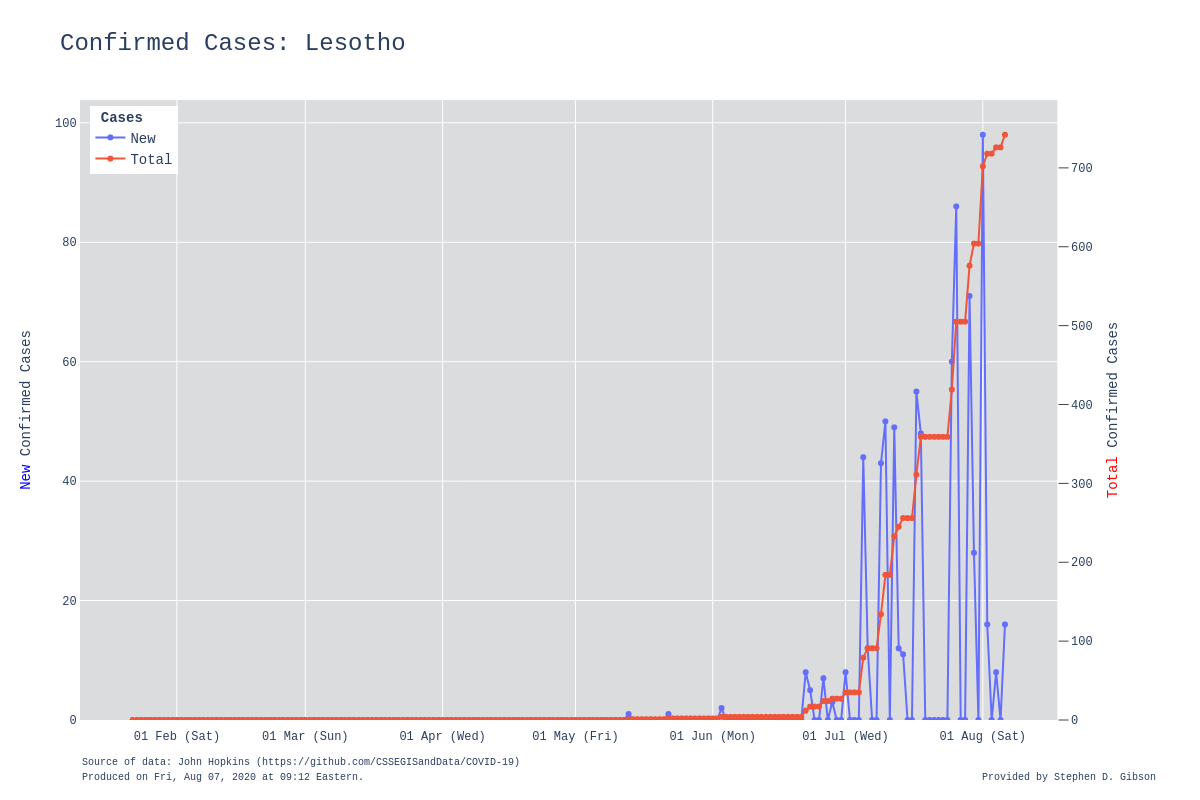 Confirmed Cases: Lesotho
Cases
New
Total
100
80
60
40
20
0
700
600
500
400
300
200
100
0
New Confirmed Cases
Total Confirmed Cases
01 Feb (Sat)
01 Mar (Sun)
01 Apr (Wed)
01 May (Fri)
01 Jun (Mon)
01 Jul (Wed)
01 Aug (Sat)
Source of data: John Hopkins (https://github.com/CSSEGISandData/COVID-19)
Produced on Fri, Aug 07, 2020 at 09:12 Eastern.
Provided by Stephen D. Gibson